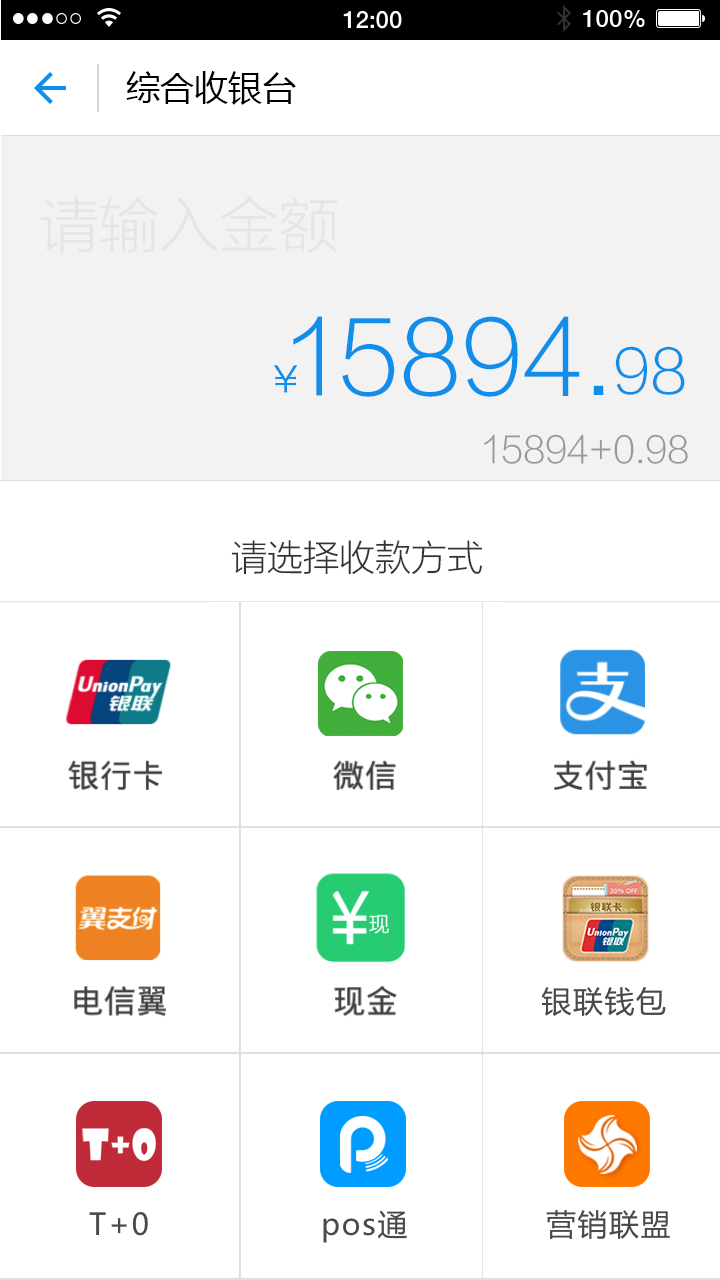 12:00 100%
综合收银台
请输入金额
¥15894.98
15894+0.98
请选择收款方式
UnionPay
银联
银行卡 微信 支付宝
翼支付 ¥现 30% OFF
银联卡
UnionPay
银联
电信翼 现金 银联钱包
T+0
T+0 pos通 营销联盟